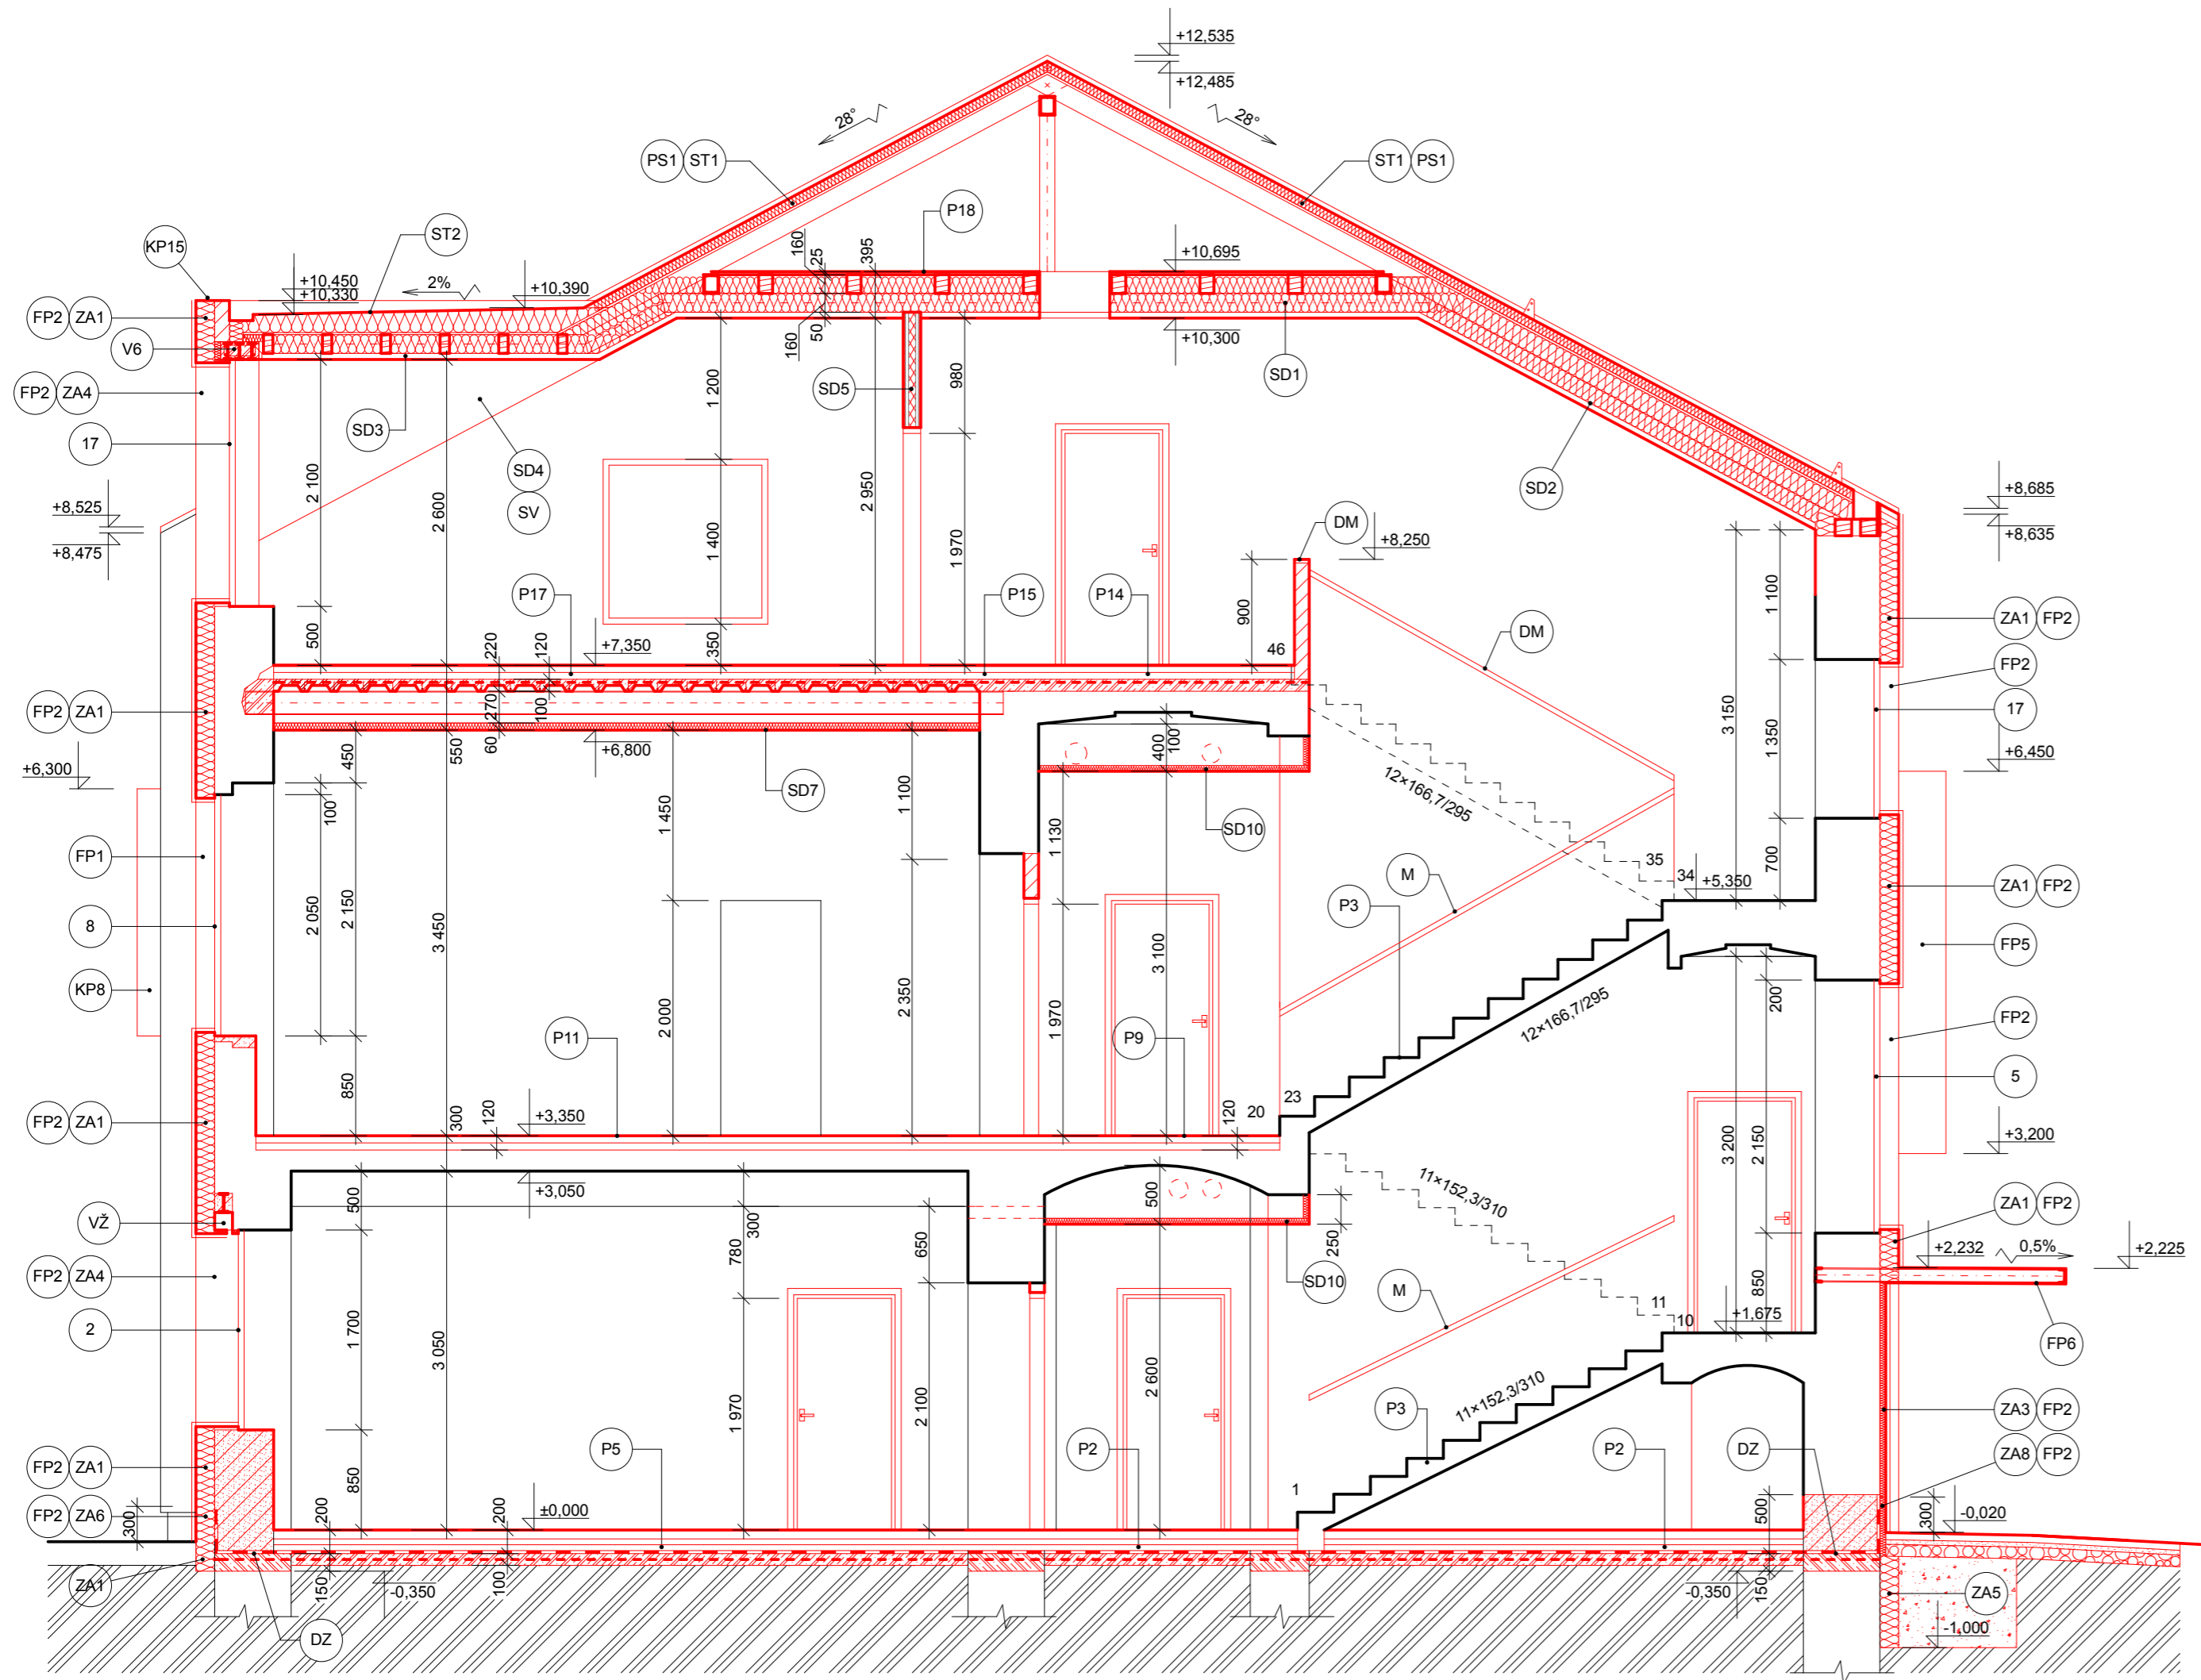 +12,535
+12,485
28°
28°
PS1 ST1
ST1 PS1
P18
ST2
KP15
160
25
395
+10,695
+10,450
+10,330
2%
+10,390
FP2 ZA1
V6
160
50
+10,300
FP2 ZA4
SD3
SD5
SD1
17
2 100
2 600
SD4
SV
1 200
980
2 950
SD2
+8,525
+8,475
1 400
1 970
DM
+8,250
+8,685
+8,635
3 150
1 100
P17
P15
P14
900
500
220
120
+7,350
350
46
DM
ZA1 FP2
FP2
17
FP2 ZA1
270
100
450
550
60
+6,800
400
100
1 350
+6,300
+6,450
SD7
100
1 450
1 100
1 130
SD10
12×166,7/295
FP1
35
34
+5,350
700
M
ZA1 FP2
P3
8
2 050
2 150
3 450
3 100
FP5
KP8
2 000
2 350
1 970
12×166,7/295
200
FP2
P11
P9
5
850
FP2 ZA1
300
120
+3,350
120
20
23
3 200
2 150
+3,200
11×152,3/310
500
+3,050
500
VŽ
300
780
650
250
ZA1 FP2
+2,232
0,5%
+2,225
FP2 ZA4
SD10
M
850
2
1 700
3 050
11
10
+1,675
FP6
1 970
2 100
2 600
11×152,3/310
P3
ZA3 FP2
FP2 ZA1
P5
P2
P2
DZ
ZA8 FP2
850
1
FP2 ZA6
300
200
200
±0,000
500
300
-0,020
ZA1
150
-0,350
100
-0,350
150
ZA5
DZ
-1,000